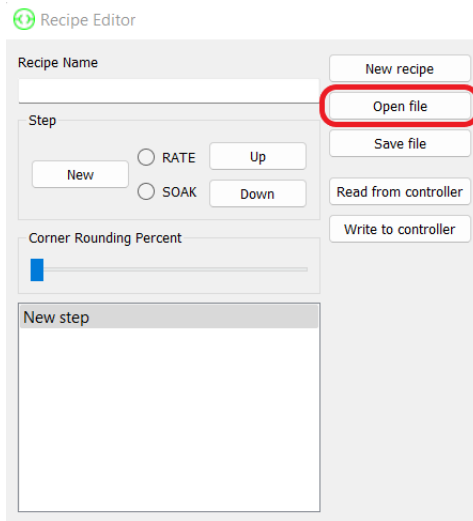 Recipe Editor
Recipe Name
New recipe
Open file
Step
Save file
New
RATE
Up
SOAK
Down
Read from controller
Write to controller
Corner Rounding Percent
New step